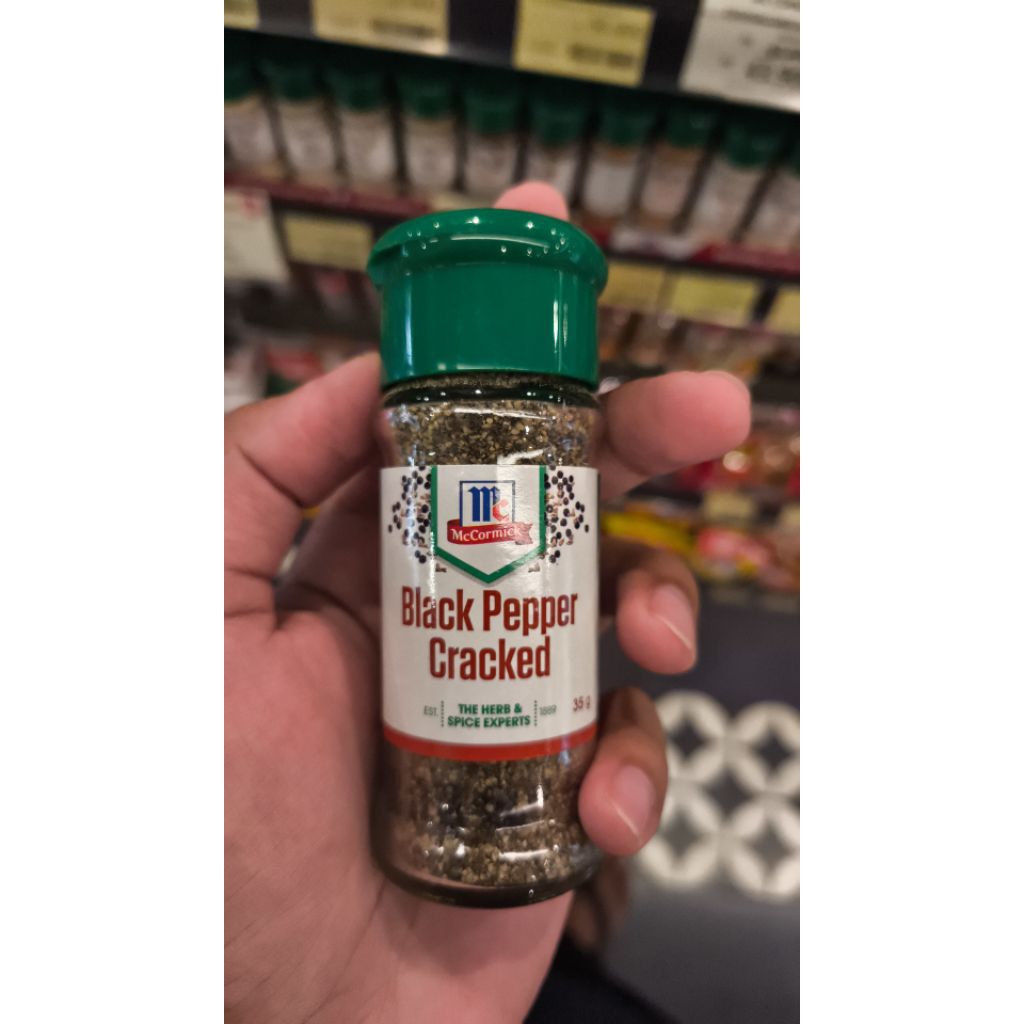 Mc
McCormick
Black Pepper
Cracked
EST.
THE HERB &
SPICE EXPERTS
1889
35 g